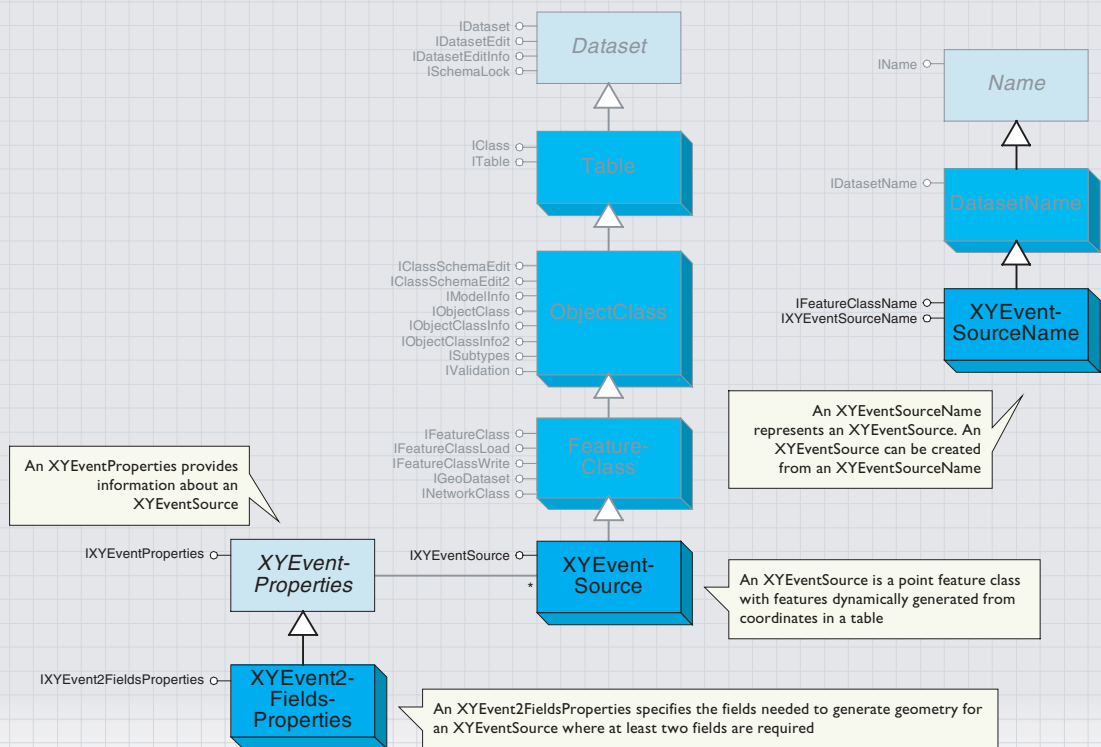 IDataset
IDatasetEdit
IDatasetEditInfo
ISchemaLock
Dataset
IName
Name
IClass
ITable
Table
IDatasetName
DatasetName
IClassSchemaEdit
IClassSchemaEdit2
IModelInfo
IObjectClass
IObjectClassInfo
IObjectClassInfo2
ISubtypes
IValidation
ObjectClass
IFeatureClassName
IXYEventSourceName
XYEvent-
SourceName
An XYEventSourceName
represents an XYEventSource. An
XYEventSource can be created
from an XYEventSourceName
IFeatureClass
IFeatureClassLoad
IFeatureClassWrite
IGeoDataset
INetworkClass
Feature-
Class
An XYEventProperties provides
information about an
XYEventSource
IXYEventProperties
XYEvent-
Properties
IXYEventSource
*
XYEvent-
Source
An XYEventSource is a point feature class
with features dynamically generated from
coordinates in a table
IXYEvent2FieldsProperties
XYEvent2-
Fields-
Properties
An XYEvent2FieldsProperties specifies the fields needed to generate geometry for
an XYEventSource where at least two fields are required